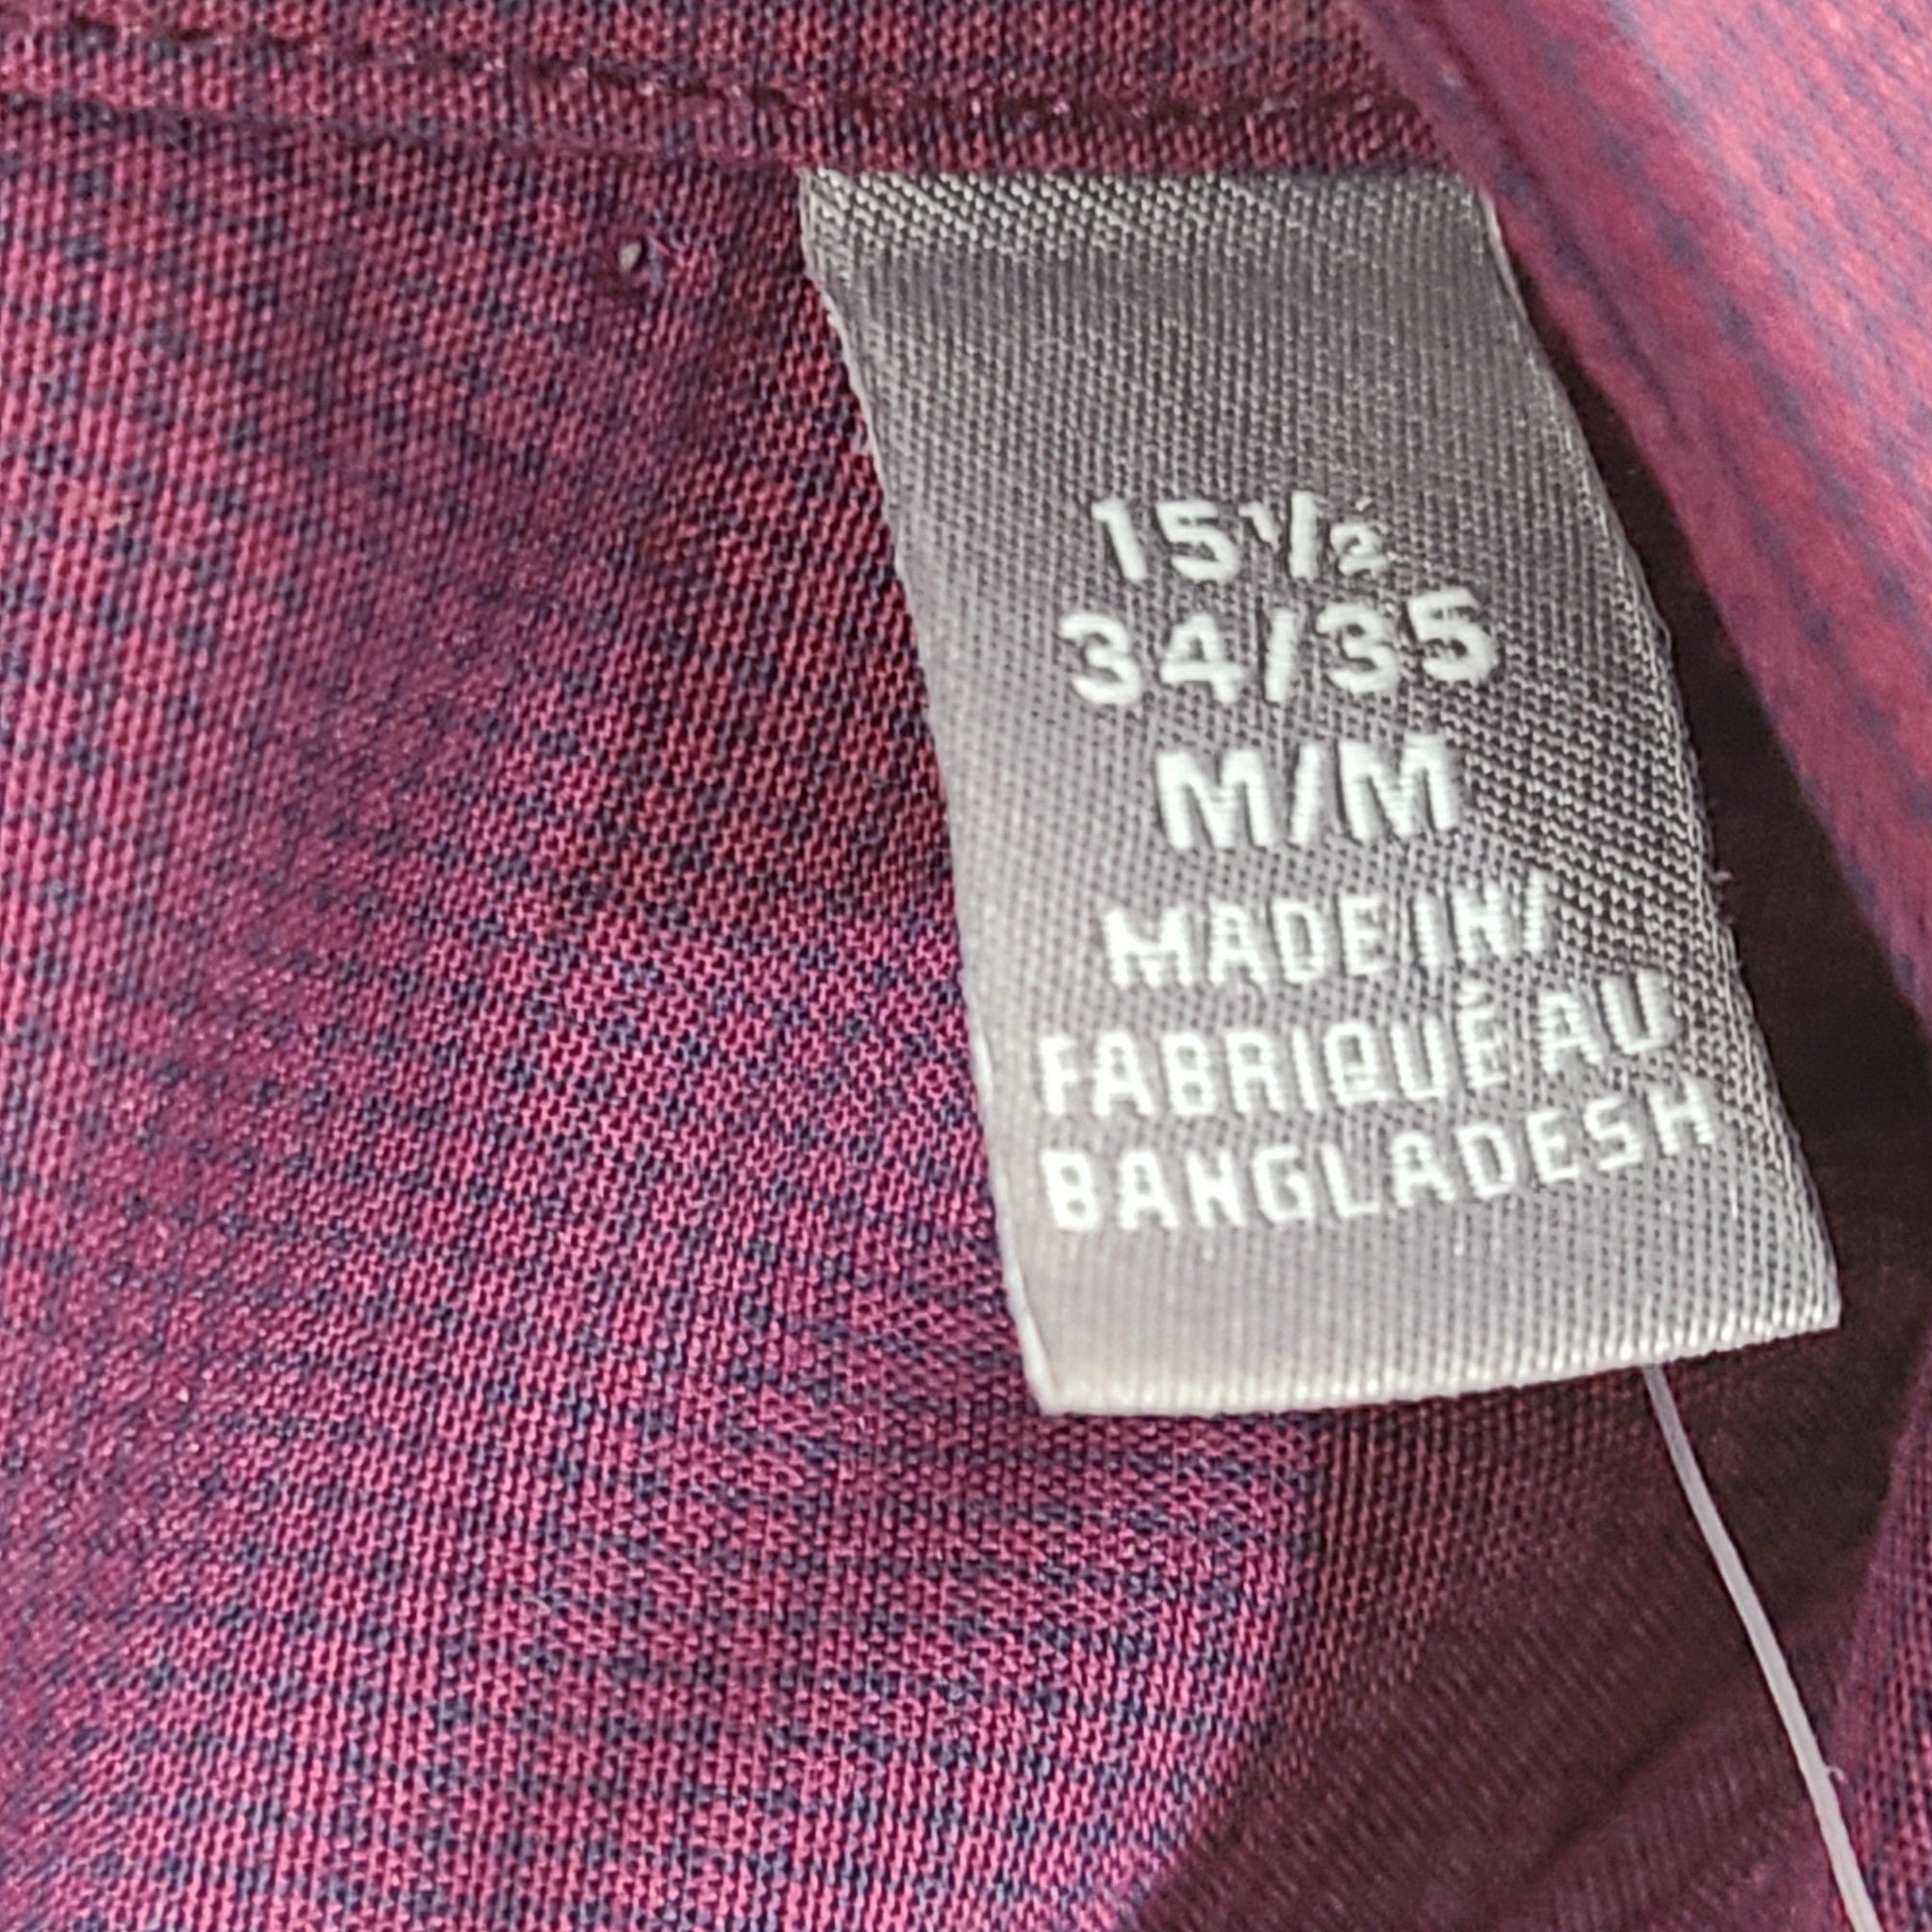 15½
34/35
M/M
MADE IN/
FABRIQUÉ AU
BANGLADESH